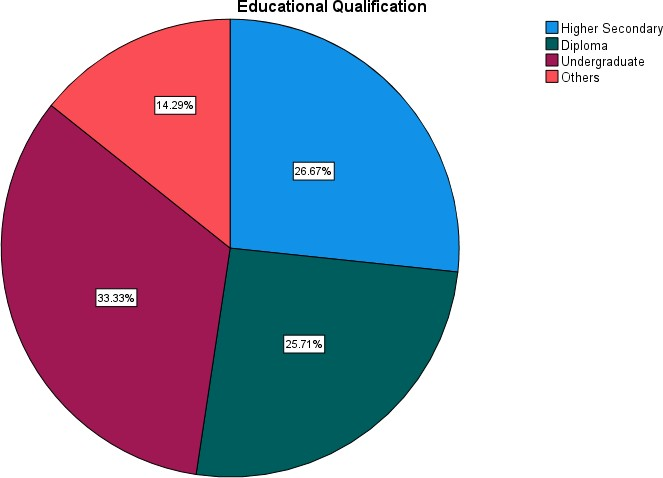 Educational Qualification
Higher Secondary
Diploma
Undergraduate
Others
14.29%
26.67%
33.33%
25.71%